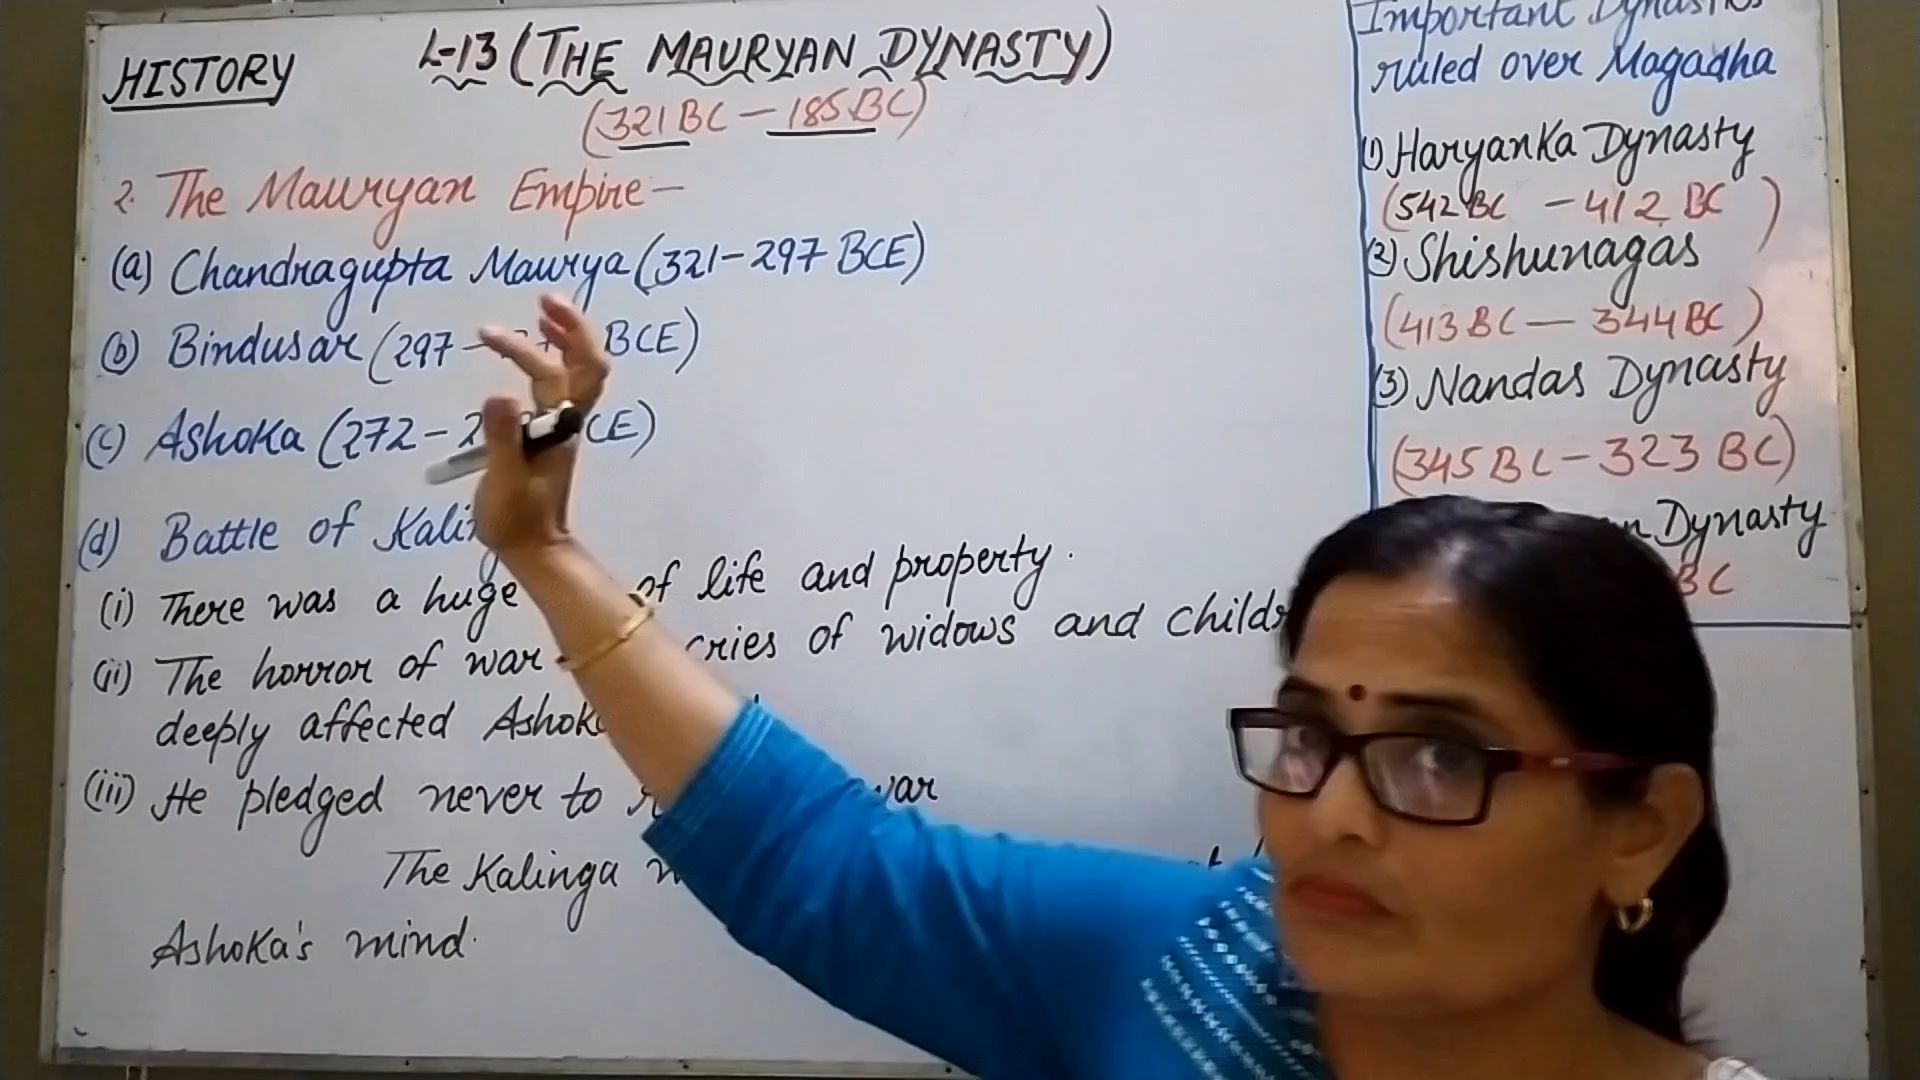 HISTORY
L-13 (THE MAURYAN DYNASTY)
(321 BC - 185 BC)
2. The Mauryan Empire -
(a) Chandragupta Maurya (321-297 BCE)
(b) Bindusar (297 - BCE)
(c) Ashoka (272 -
(d) Battle of
(i) There was a huge of life and property.
(ii) The horror of war cries of widows and
deeply affected
(iii) He pledged never to war
The Kalinga
Ashoka's mind.
Important Dynasties
ruled over Magadha
(1) Haryanka Dynasty
(542 BC - 412 BC)
(2) Shishunagas
(413 BC - 344 BC)
(3) Nandas Dynasty
(345 BC - 323 BC)
Dynasty
BC